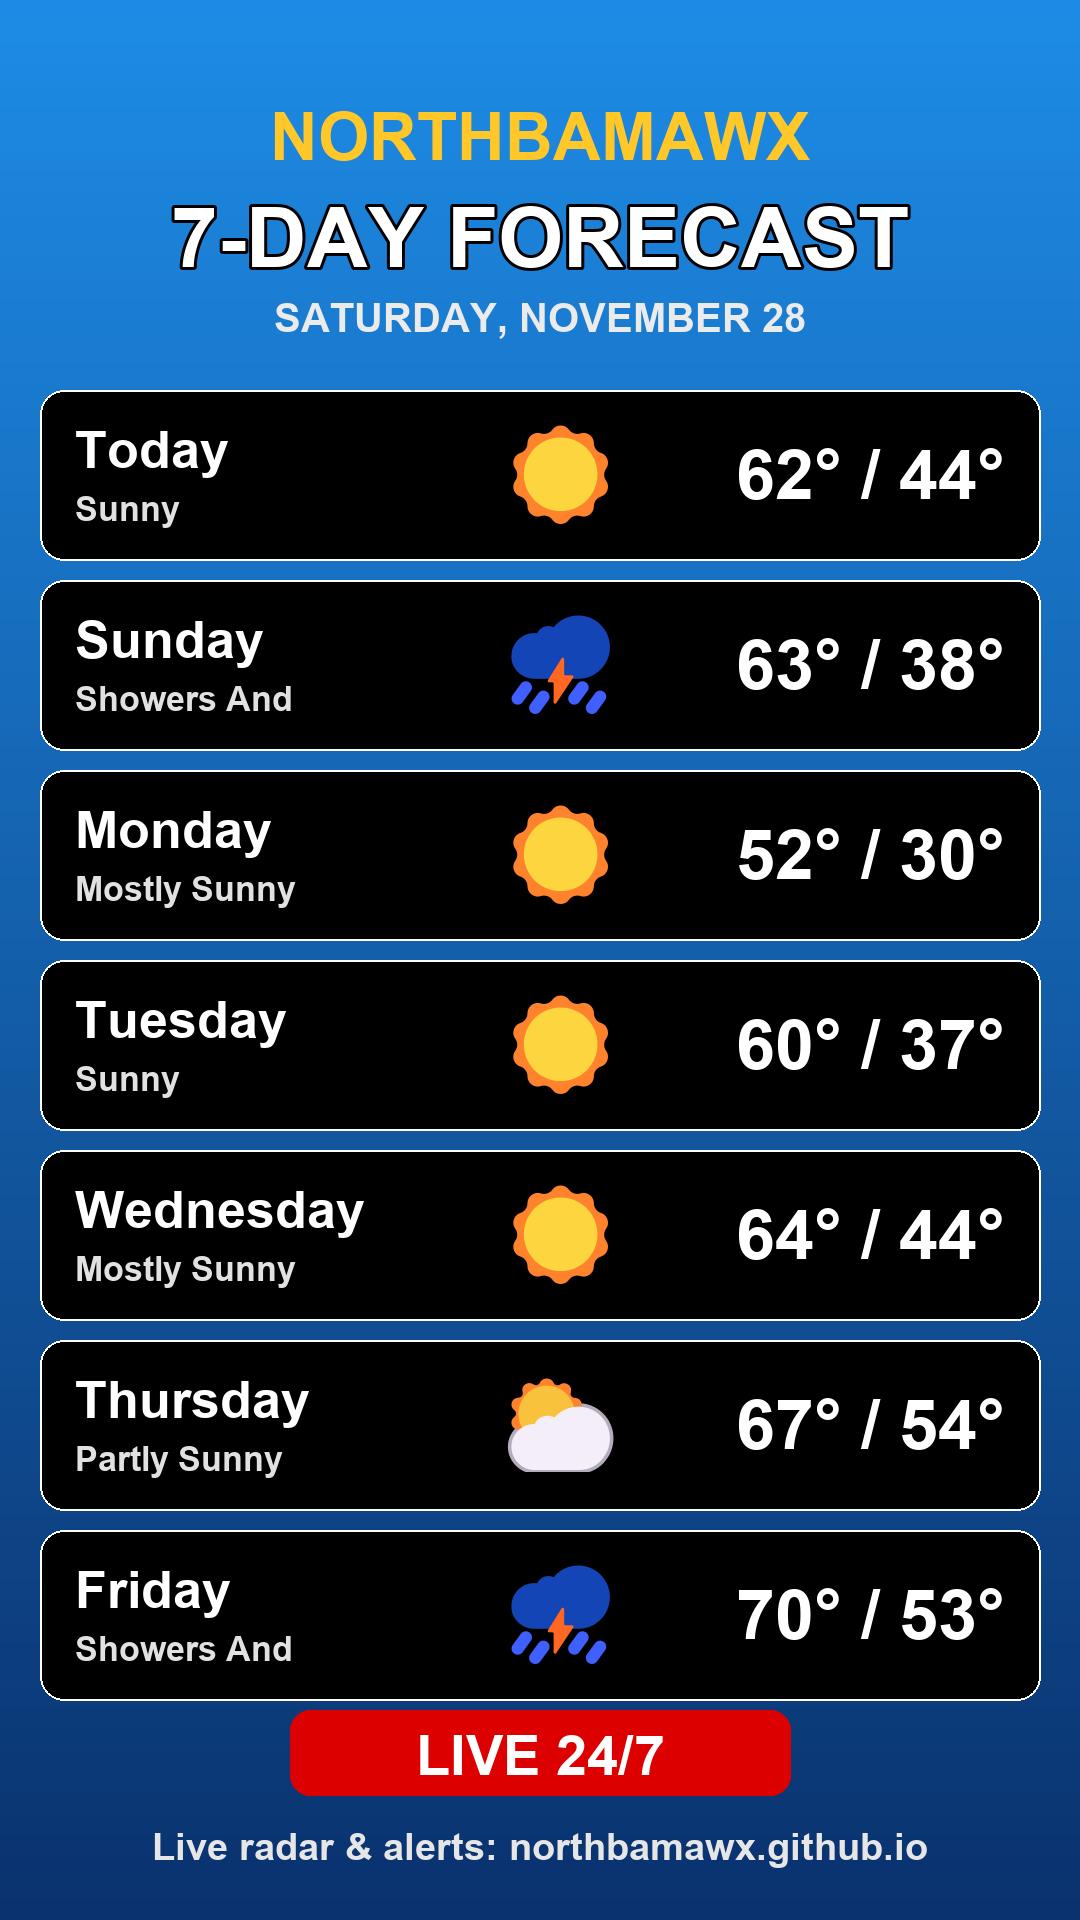 NORTHBAMAWX
7-DAY FORECAST
SATURDAY, NOVEMBER 28
Today
Sunny
62° / 44°
Sunday
Showers And
63° / 38°
Monday
Mostly Sunny
52° / 30°
Tuesday
Sunny
60° / 37°
Wednesday
Mostly Sunny
64° / 44°
Thursday
Partly Sunny
67° / 54°
Friday
Showers And
70° / 53°
LIVE 24/7
Live radar & alerts: northbamawx.github.io